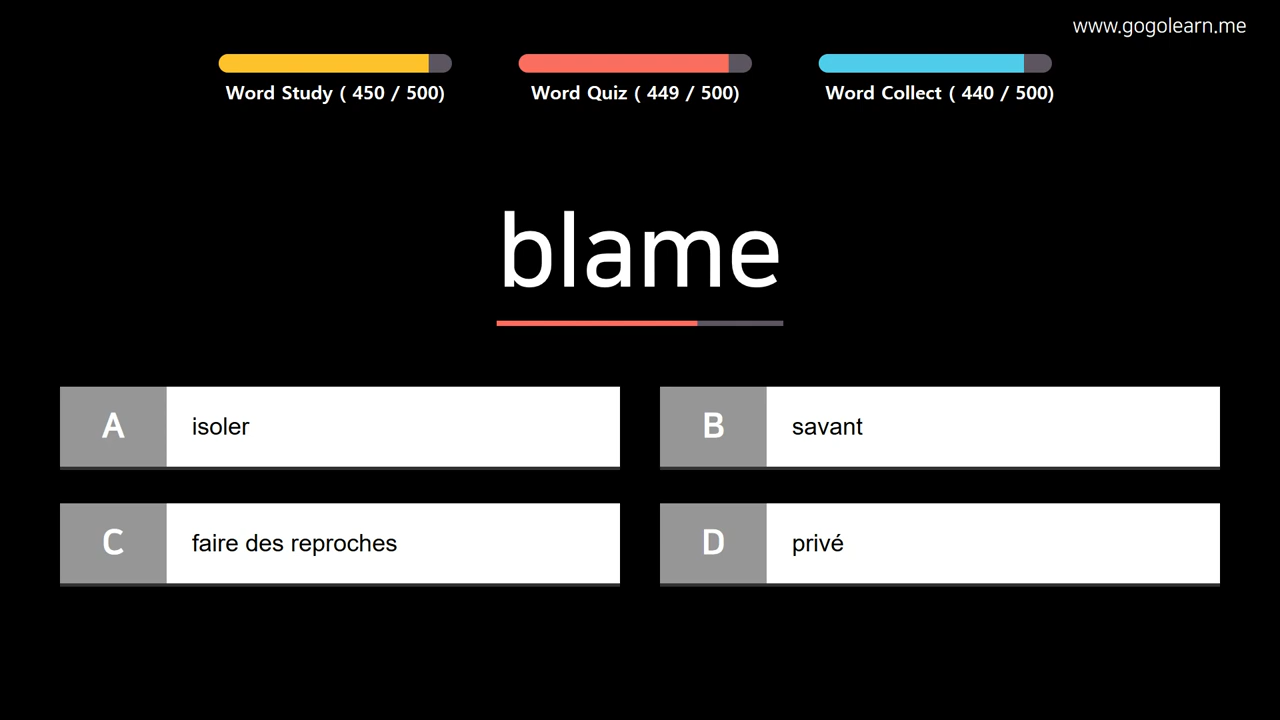 www.gogolearn.me
Word Study ( 450 / 500)
Word Quiz ( 449 / 500)
Word Collect ( 440 / 500)
blame
A isoler
B savant
C faire des reproches
D privé